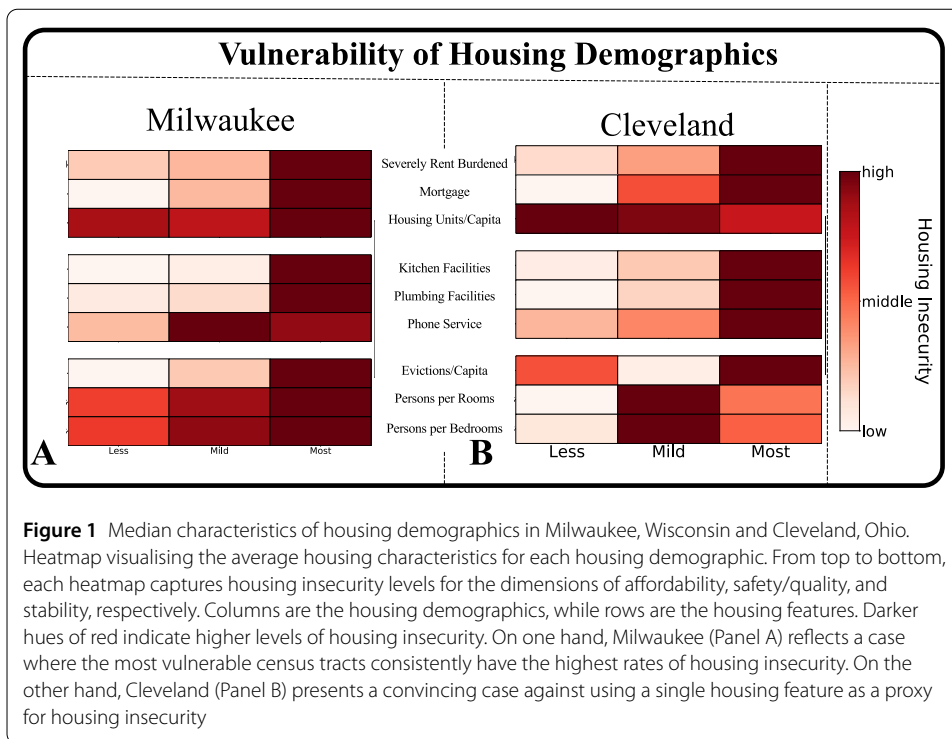 Vulnerability of Housing Demographics
Milwaukee
Cleveland
Severely Rent Burdened
Mortgage
Housing Units/Capita
Kitchen Facilities
Plumbing Facilities
Phone Service
Evictions/Capita
Persons per Rooms
Persons per Bedrooms
A
Less Mild Most
B
Less Mild Most
high
middle
low
Housing Insecurity
Figure 1 Median characteristics of housing demographics in Milwaukee, Wisconsin and Cleveland, Ohio.
Heatmap visualising the average housing characteristics for each housing demographic. From top to bottom,
each heatmap captures housing insecurity levels for the dimensions of affordability, safety/quality, and
stability, respectively. Columns are the housing demographics, while rows are the housing features. Darker
hues of red indicate higher levels of housing insecurity. On one hand, Milwaukee (Panel A) reflects a case
where the most vulnerable census tracts consistently have the highest rates of housing insecurity. On the
other hand, Cleveland (Panel B) presents a convincing case against using a single housing feature as a proxy
for housing insecurity